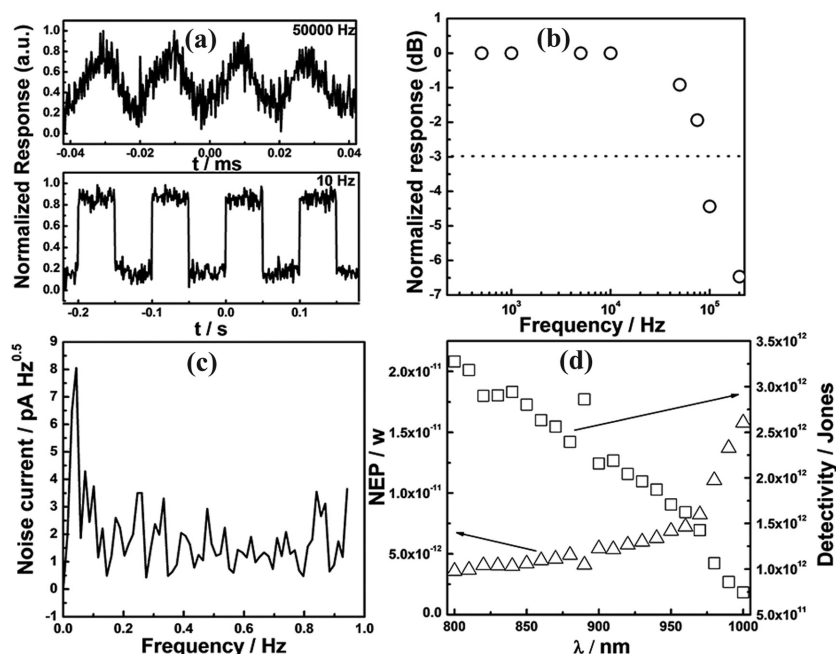 (a)
50000 Hz
1.0
0.8
0.6
0.4
0.2
0.0
-0.04 -0.02 0.00 0.02 0.04
t / ms
Normalized Response (a.u.)
10 Hz
1.0
0.8
0.6
0.4
0.2
0.0
-0.2 -0.1 0.0 0.1
t / s
(b)
Normalized response (dB)
0
-1
-2
-3
-4
-5
-6
-7
10³ 10⁴ 10⁵
Frequency / Hz
(c)
Noise current / pA Hz^0.5
9
8
7
6
5
4
3
2
1
0
-1
0.0 0.2 0.4 0.6 0.8 1.0
Frequency / Hz
(d)
NEP / w
2.0x10⁻¹¹
1.5x10⁻¹¹
1.0x10⁻¹¹
5.0x10⁻¹²
0.0
800 850 900 950 1000
λ / nm
3.5x10¹²
3.0x10¹²
2.5x10¹²
2.0x10¹²
1.5x10¹²
1.0x10¹²
5.0x10¹¹
Detectivity / Jones